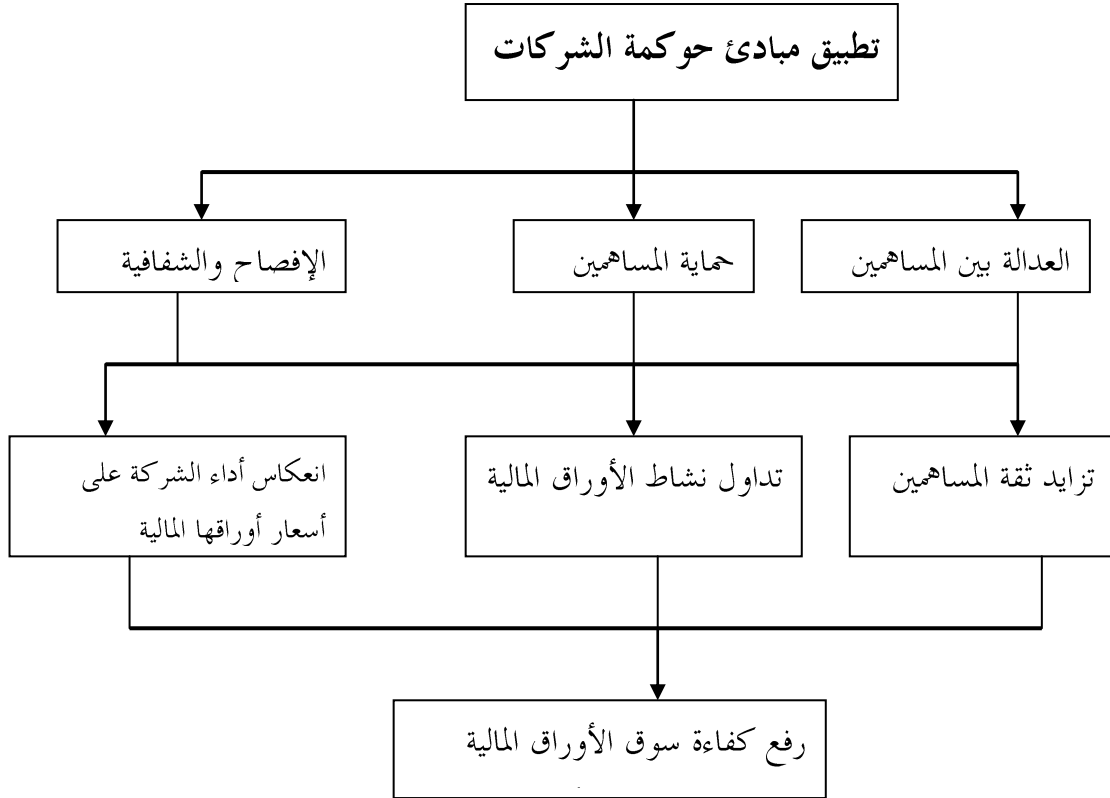 تطبيق مبادئ حوكمة الشركات
العدالة بين المساهمين
حماية المساهمين
الإفصاح والشفافية
تزايد ثقة المساهمين
تداول نشاط الأوراق المالية
انعكاس أداء الشركة على
أسعار أوراقها المالية
رفع كفاءة سوق الأوراق المالية